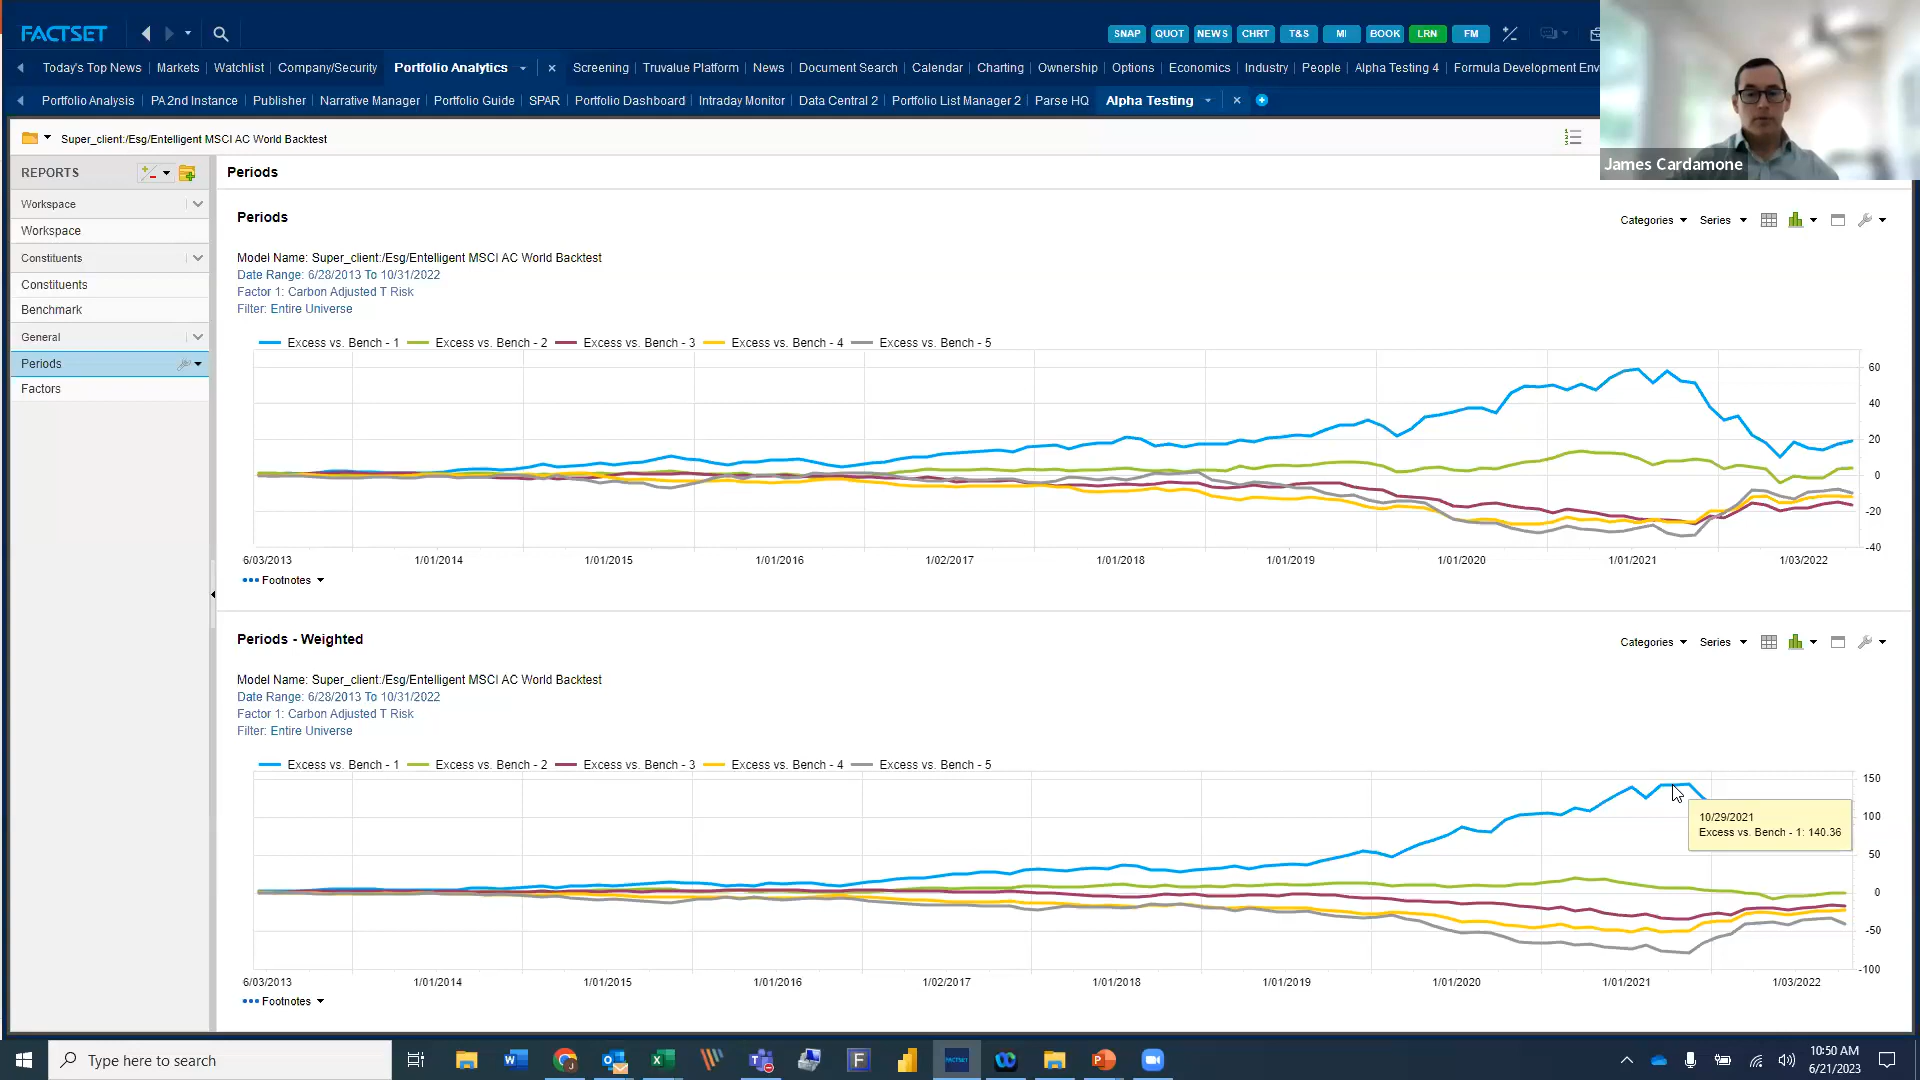 FACTSET
SNAP QUOT NEWS CHRT T&S MI BOOK LRN FM
Today's Top News Markets Watchlist Company/Security Portfolio Analytics Screening Truvalue Platform News Document Search Calendar Charting Ownership Options Economics Industry People Alpha Testing 4 Formula Development Env
Portfolio Analysis PA 2nd Instance Publisher Narrative Manager Portfolio Guide SPAR Portfolio Dashboard Intraday Monitor Data Central 2 Portfolio List Manager 2 Parse HQ Alpha Testing
James Cardamone
Super_client:/Esg/Entelligent MSCI AC World Backtest
REPORTS
Workspace
Workspace
Constituents
Constituents
Benchmark
General
Periods
Factors
Periods
Periods
Categories Series
Model Name: Super_client:/Esg/Entelligent MSCI AC World Backtest
Date Range: 6/28/2013 To 10/31/2022
Factor 1: Carbon Adjusted T Risk
Filter: Entire Universe
Excess vs. Bench - 1 Excess vs. Bench - 2 Excess vs. Bench - 3 Excess vs. Bench - 4 Excess vs. Bench - 5
60
40
20
0
-20
-40
6/03/2013 1/01/2014 1/01/2015 1/01/2016 1/02/2017 1/01/2018 1/01/2019 1/01/2020 1/01/2021 1/03/2022
Footnotes
Periods - Weighted
Categories Series
Model Name: Super_client:/Esg/Entelligent MSCI AC World Backtest
Date Range: 6/28/2013 To 10/31/2022
Factor 1: Carbon Adjusted T Risk
Filter: Entire Universe
Excess vs. Bench - 1 Excess vs. Bench - 2 Excess vs. Bench - 3 Excess vs. Bench - 4 Excess vs. Bench - 5
150
100
50
0
-50
-100
10/29/2021
Excess vs. Bench - 1: 140.36
6/03/2013 1/01/2014 1/01/2015 1/01/2016 1/02/2017 1/01/2018 1/01/2019 1/01/2020 1/01/2021 1/03/2022
Footnotes
Type here to search
FACTSET
10:50 AM
6/21/2023